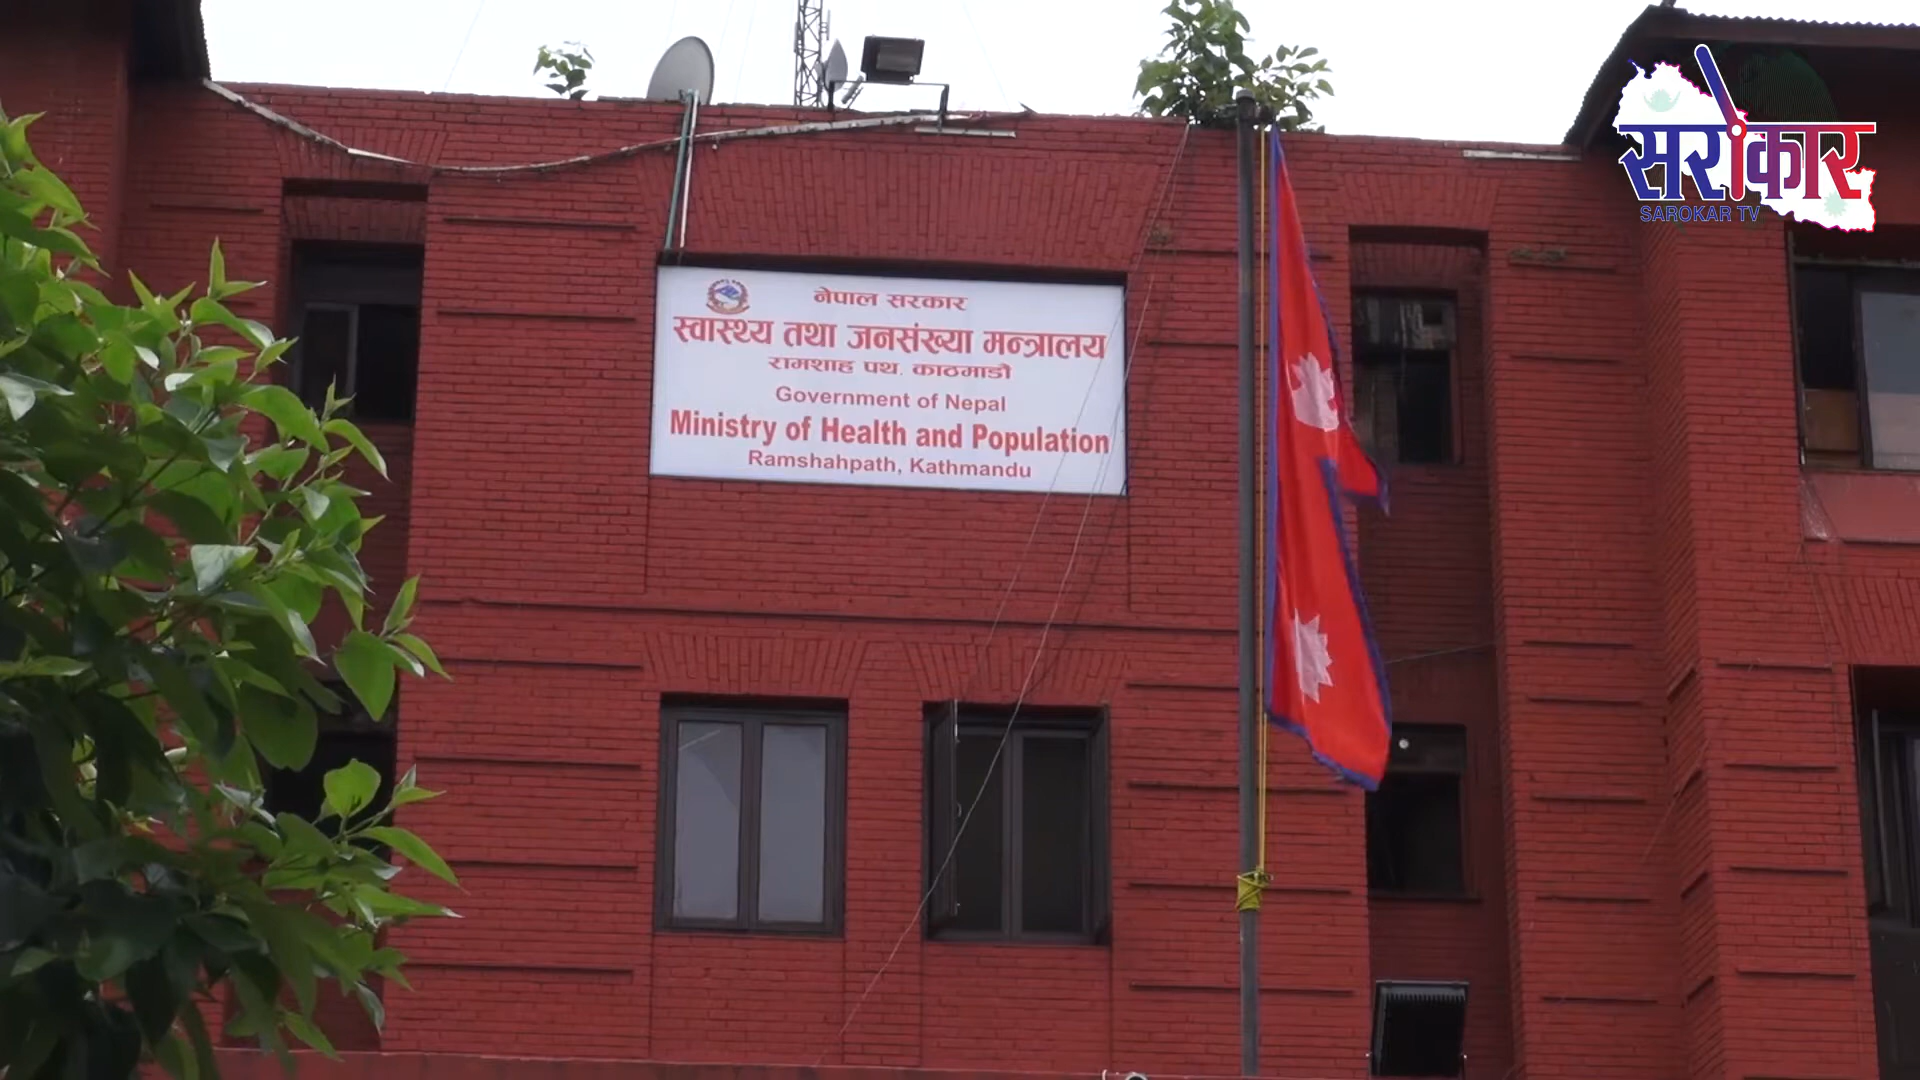 नेपाल सरकार
स्वास्थ्य तथा जनसंख्या मन्त्रालय
रामशाह पथ. काठमाडौं
Government of Nepal
Ministry of Health and Population
Ramshahpath, Kathmandu
सरोकार
SAROKAR TV